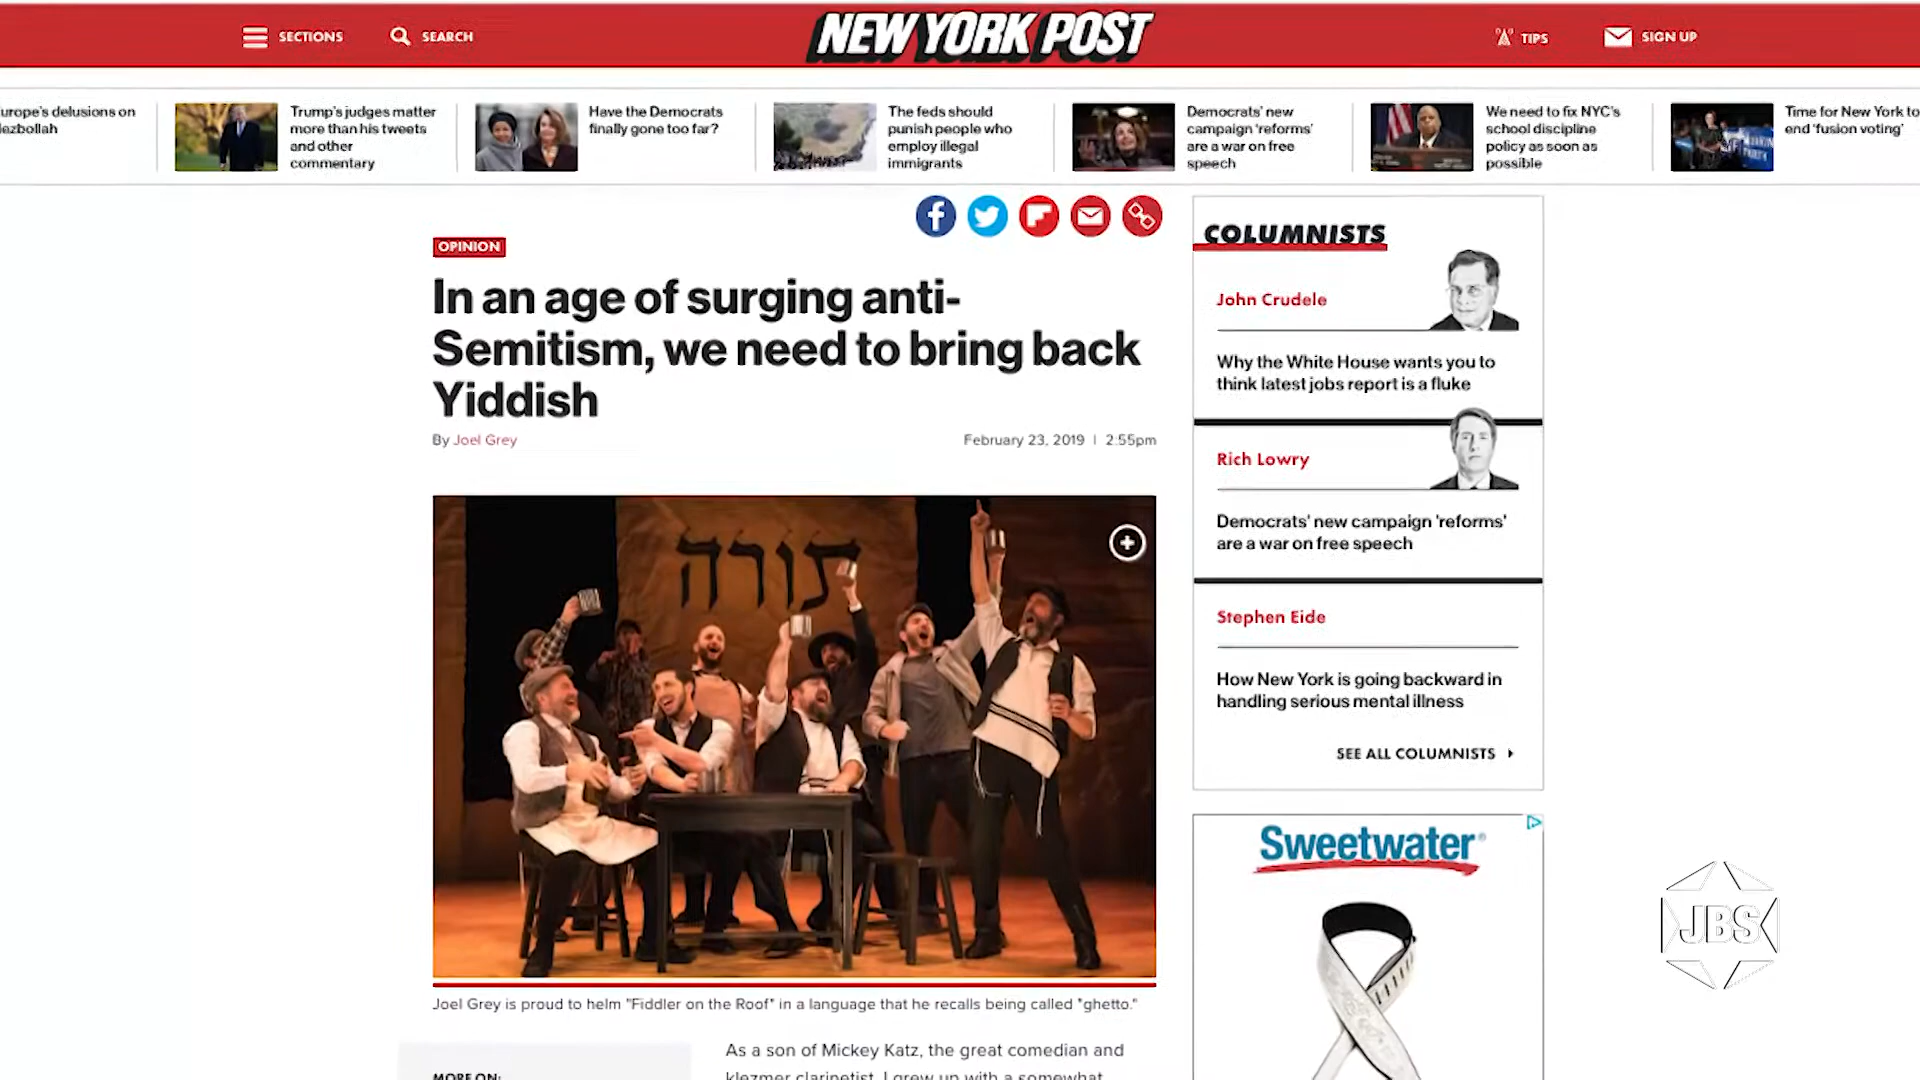 SECTIONS
SEARCH
NEW YORK POST
TIPS
SIGN UP
urope's delusions on
ezbollah
Trump's judges matter
more than his tweets
and other
commentary
Have the Democrats
finally gone too far?
The feds should
punish people who
employ illegal
immigrants
Democrats' new
campaign 'reforms'
are a war on free
speech
We need to fix NYC's
school discipline
policy as soon as
possible
Time for New York to
end 'fusion voting'
OPINION
In an age of surging anti-
Semitism, we need to bring back
Yiddish
By Joel Grey
February 23, 2019 | 2:55pm
תורה
Joel Grey is proud to helm "Fiddler on the Roof" in a language that he recalls being called "ghetto."
MORE ON:
As a son of Mickey Katz, the great comedian and
klezmer clarinetist, I grew up with a somewhat
COLUMNISTS
John Crudele
Why the White House wants you to
think latest jobs report is a fluke
Rich Lowry
Democrats' new campaign 'reforms'
are a war on free speech
Stephen Eide
How New York is going backward in
handling serious mental illness
SEE ALL COLUMNISTS
Sweetwater
JBS